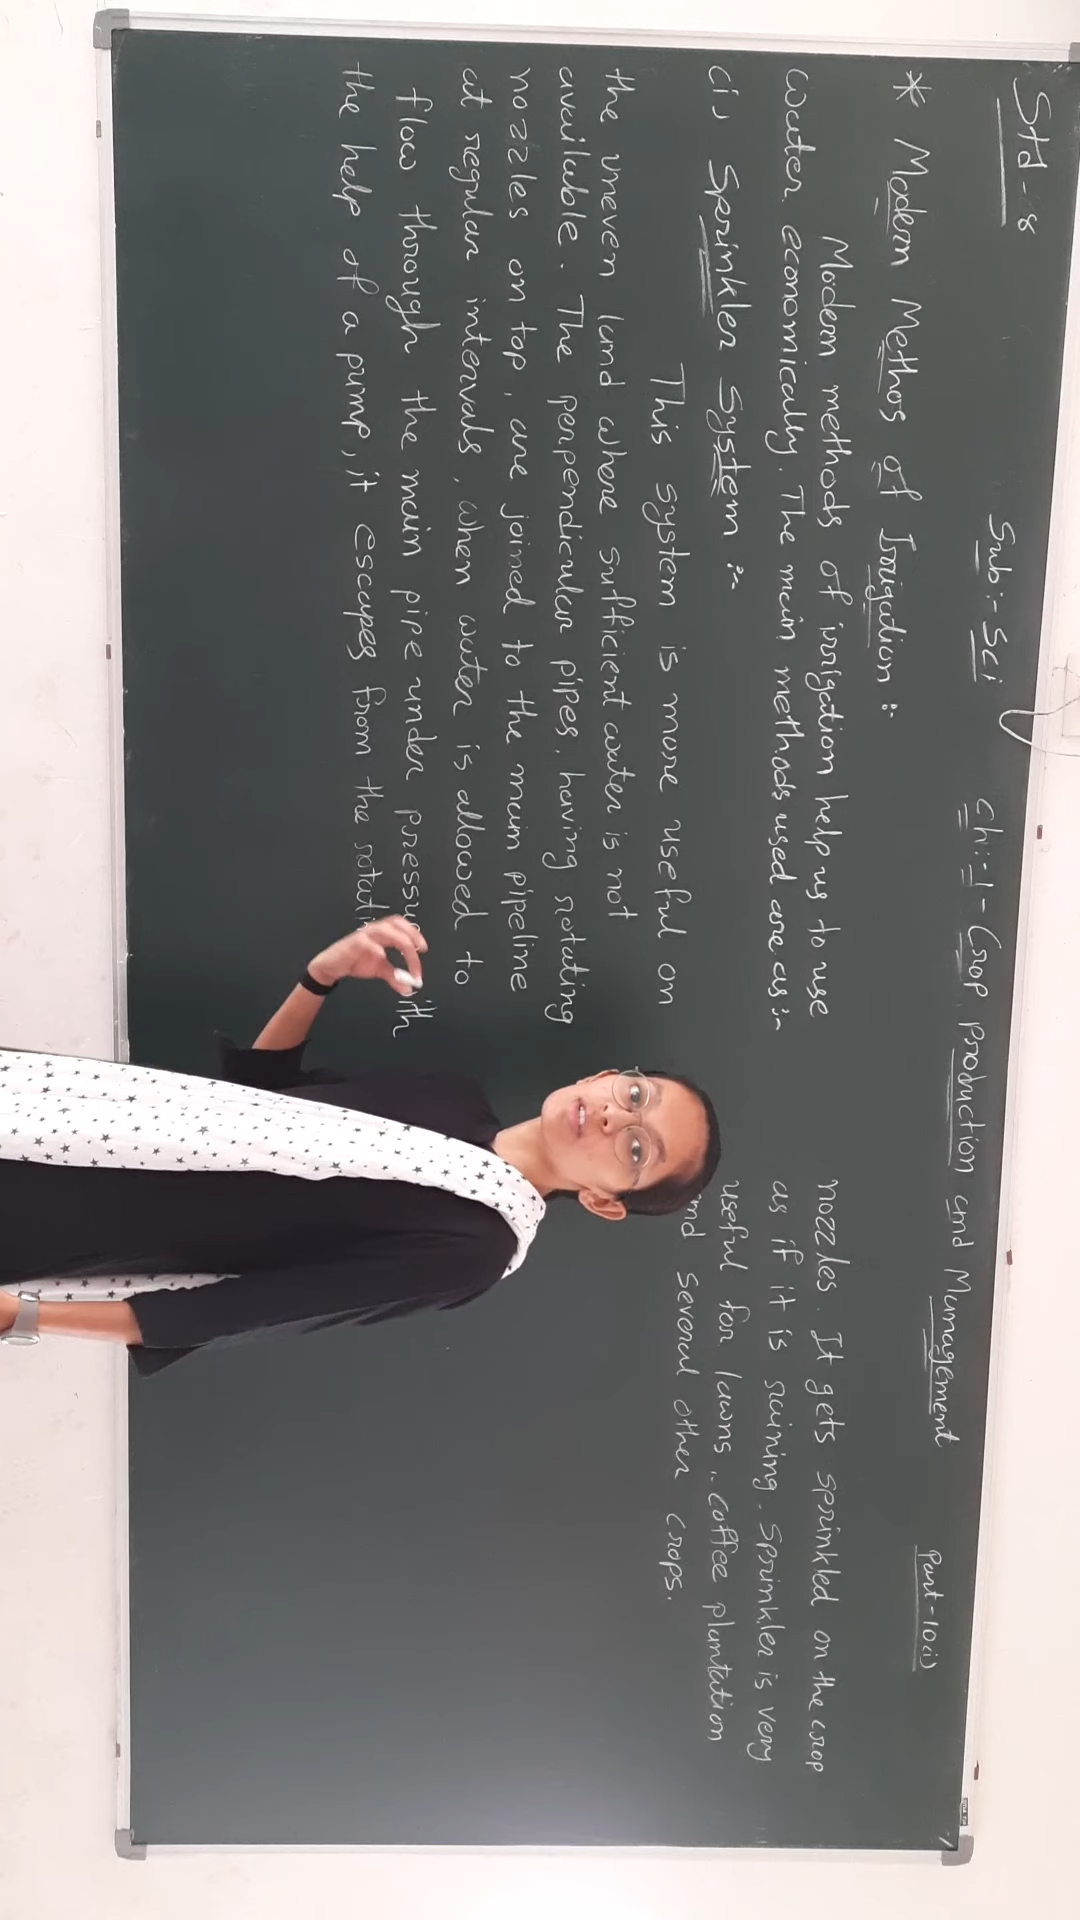 Std - 8
Sub:- Sci
Ch:-1 - Crop production and Management
Part-10(i)
* Modern Methos of Irrigation :-
Modern methods of irrigation help us to use
water economically. The main methods used are as :-
(i) Sprinkler System :-
This system is more useful on
the uneven land where sufficient water is not
available. The perpendicular pipes, having rotating
nozzles on top, are joined to the main pipeline
at regular intervals, when water is allowed to
flow through the main pipe under
the help of a pump, it escapes from the
nozzles. It gets sprinkled on the crop
as if it is raining. Sprinkler is very
useful for lawns, coffee plantation
several other crops.